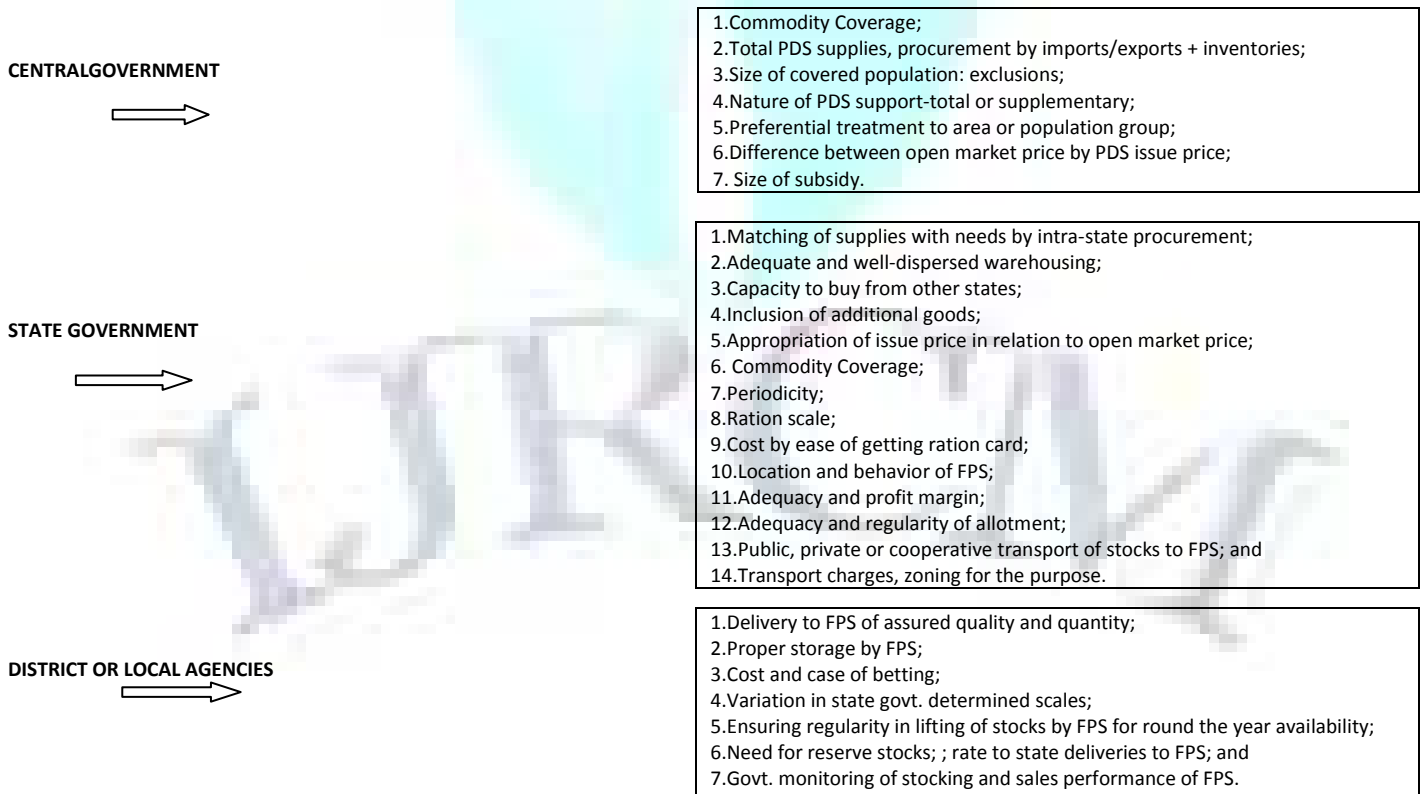 CENTRALGOVERNMENT
1.Commodity Coverage;
2.Total PDS supplies, procurement by imports/exports + inventories;
3.Size of covered population: exclusions;
4.Nature of PDS support-total or supplementary;
5.Preferential treatment to area or population group;
6.Difference between open market price by PDS issue price;
7. Size of subsidy.
STATE GOVERNMENT
1.Matching of supplies with needs by intra-state procurement;
2.Adequate and well-dispersed warehousing;
3.Capacity to buy from other states;
4.Inclusion of additional goods;
5.Appropriation of issue price in relation to open market price;
6. Commodity Coverage;
7.Periodicity;
8.Ration scale;
9.Cost by ease of getting ration card;
10.Location and behavior of FPS;
11.Adequacy and profit margin;
12.Adequacy and regularity of allotment;
13.Public, private or cooperative transport of stocks to FPS; and
14.Transport charges, zoning for the purpose.
DISTRICT OR LOCAL AGENCIES
1.Delivery to FPS of assured quality and quantity;
2.Proper storage by FPS;
3.Cost and case of betting;
4.Variation in state govt. determined scales;
5.Ensuring regularity in lifting of stocks by FPS for round the year availability;
6.Need for reserve stocks; ; rate to state deliveries to FPS; and
7.Govt. monitoring of stocking and sales performance of FPS.
IJRCM